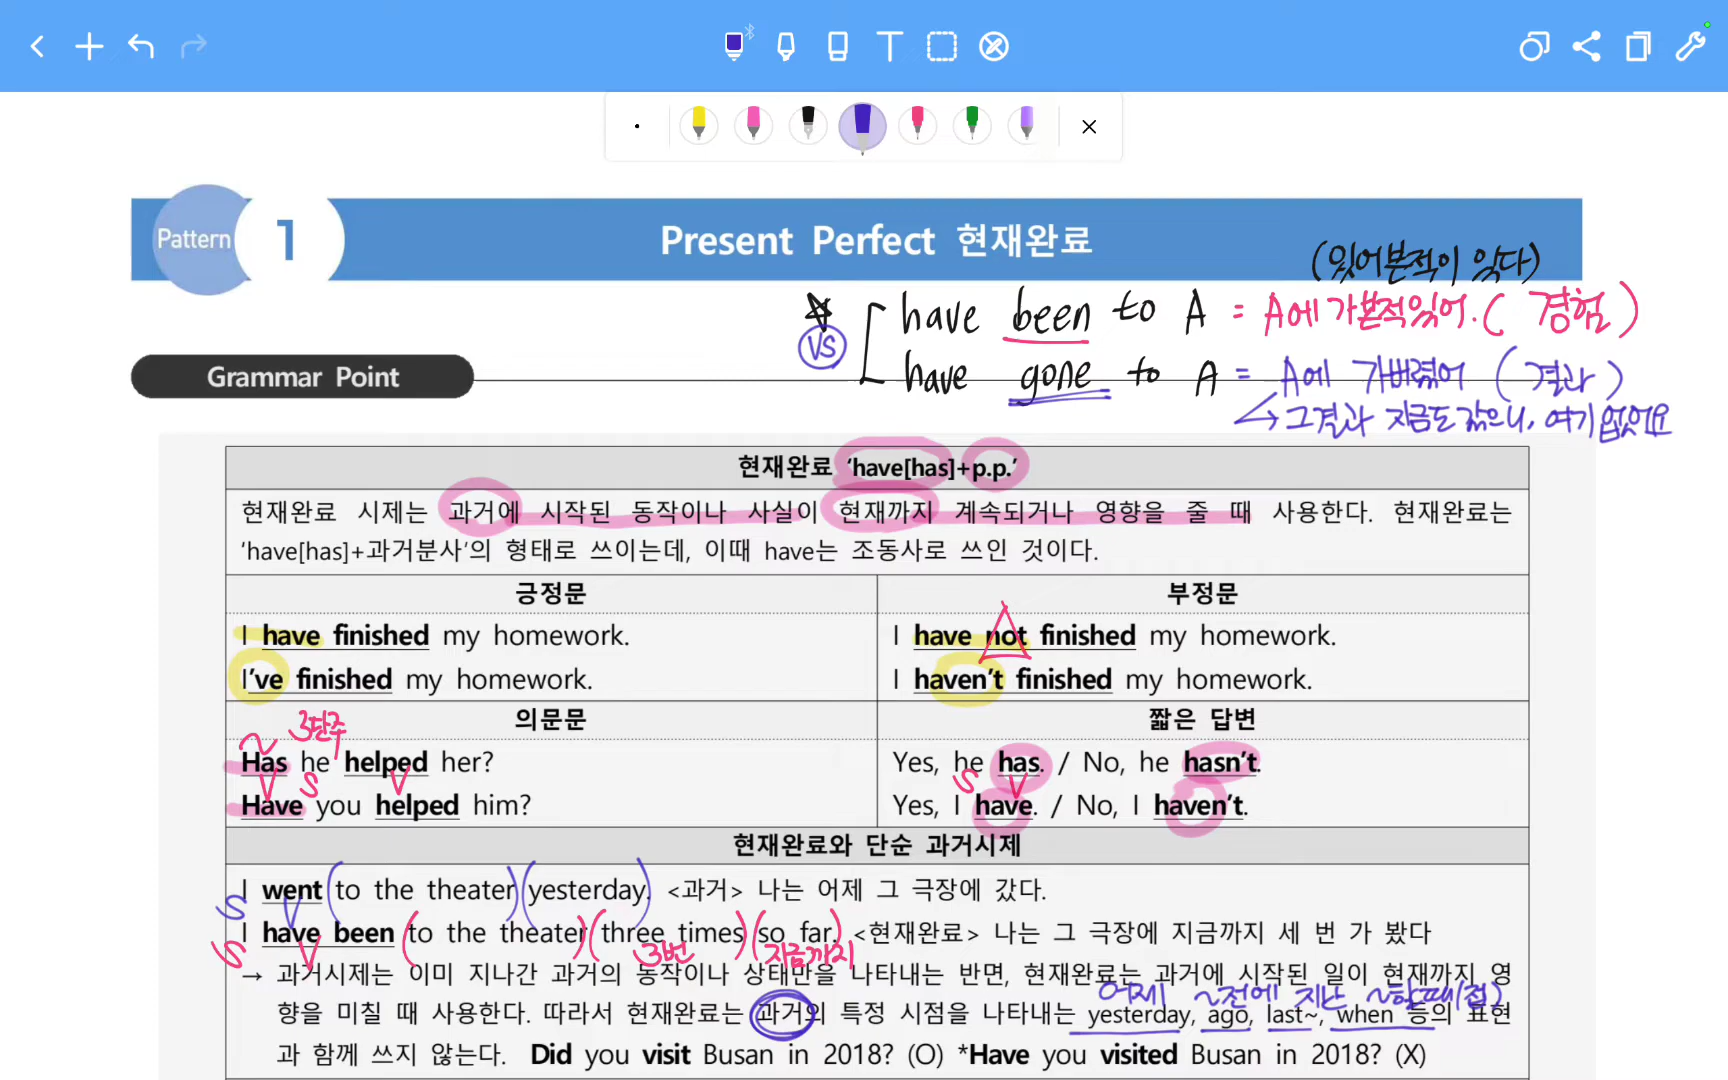 Pattern 1
Present Perfect 현재완료
(있어본적이 있다)
VS
have been to A = A에 가본적있어. (경험)
have gone to A = A에 가버렸어 (결과)
↳ 그결과 지금도 갔으니, 여기 없었어요
Grammar Point
현재완료 ‘have[has]+p.p.’
현재완료 시제는 과거에 시작된 동작이나 사실이 현재까지 계속되거나 영향을 줄 때 사용한다. 현재완료는
‘have[has]+과거분사’의 형태로 쓰이는데, 이때 have는 조동사로 쓰인 것이다.
긍정문
I have finished my homework.
I’ve finished my homework.
부정문
I have not finished my homework.
I haven’t finished my homework.
의문문
3단주
Has he helped her?
V S V
Have you helped him?
짧은 답변
Yes, he has. / No, he hasn’t.
S V
Yes, I have. / No, I haven’t.
현재완료와 단순 과거시제
I went (to the theater) (yesterday.) <과거> 나는 어제 그 극장에 갔다.
S V
I have been (to the theater) (three times) (so far.) <현재완료> 나는 그 극장에 지금까지 세 번 가 봤다
S V 3번 지금까지
→ 과거시제는 이미 지나간 과거의 동작이나 상태만을 나타내는 반면, 현재완료는 과거에 시작된 일이 현재까지 영
어제 ~전에 지난 ~할때(접)
향을 미칠 때 사용한다. 따라서 현재완료는 과거의 특정 시점을 나타내는 yesterday, ago, last~, when 등의 표현
과 함께 쓰지 않는다. Did you visit Busan in 2018? (O) *Have you visited Busan in 2018? (X)